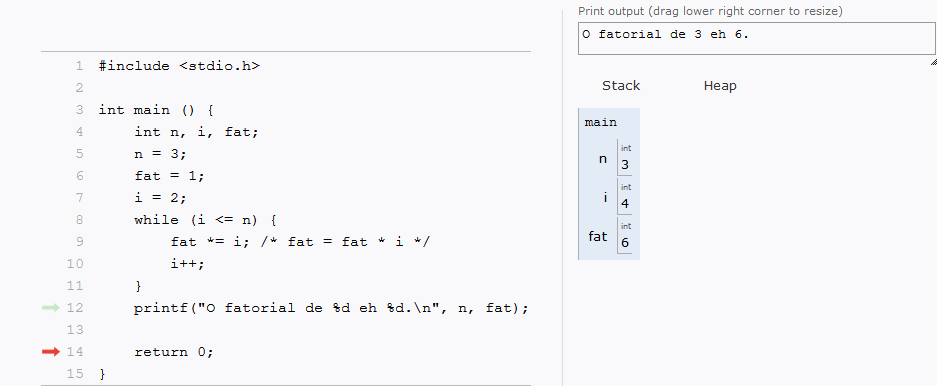 1 #include <stdio.h>
2
3 int main () {
4     int n, i, fat;
5     n = 3;
6     fat = 1;
7     i = 2;
8     while (i <= n) {
9         fat *= i; /* fat = fat * i */
10         i++;
11     }
12     printf("O fatorial de %d eh %d.\n", n, fat);
13
14     return 0;
15 }
Print output (drag lower right corner to resize)
O fatorial de 3 eh 6.
Stack Heap
main
int
n 3
int
i 4
int
fat 6